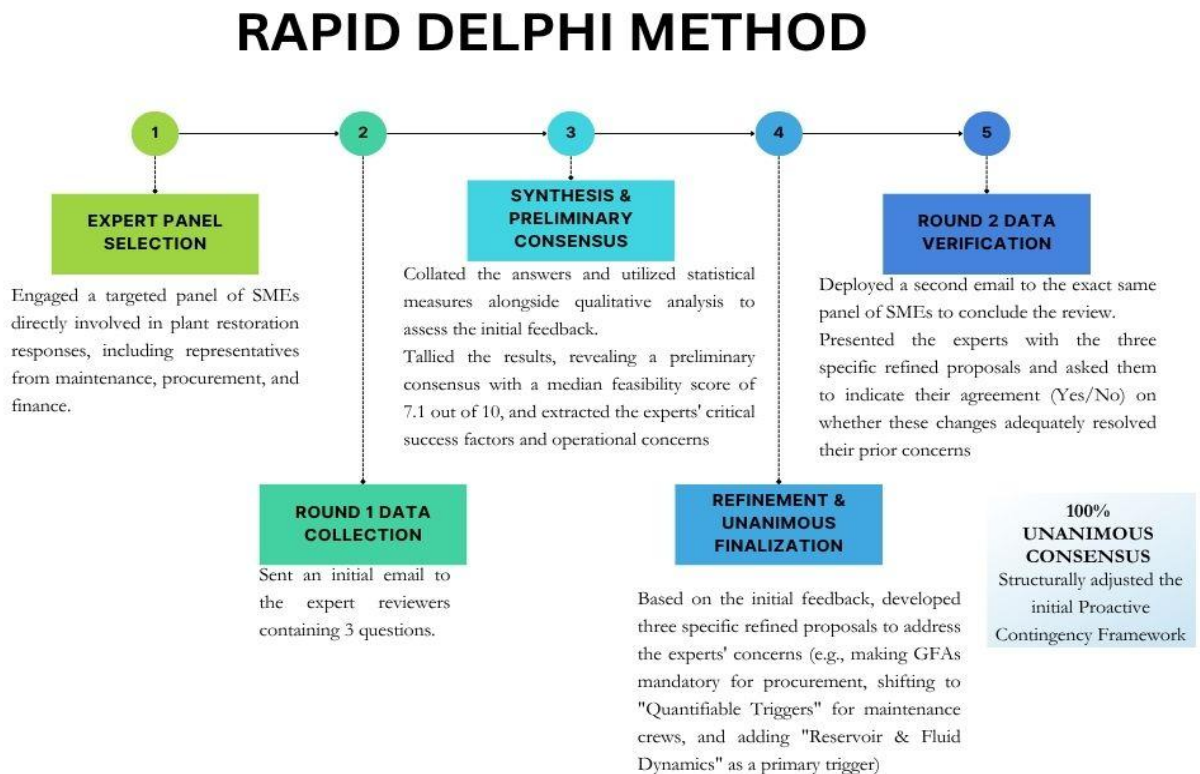 RAPID DELPHI METHOD
1
2
3
4
5
EXPERT PANEL
SELECTION
Engaged a targeted panel of SMEs
directly involved in plant restoration
responses, including representatives
from maintenance, procurement, and
finance.
ROUND 1 DATA
COLLECTION
Sent an initial email to
the expert reviewers
containing 3 questions.
SYNTHESIS &
PRELIMINARY
CONSENSUS
Collated the answers and utilized statistical
measures alongside qualitative analysis to
assess the initial feedback.
Tallied the results, revealing a preliminary
consensus with a median feasibility score of
7.1 out of 10, and extracted the experts' critical
success factors and operational concerns
REFINEMENT &
UNANIMOUS
FINALIZATION
Based on the initial feedback, developed
three specific refined proposals to address
the experts' concerns (e.g., making GFAs
mandatory for procurement, shifting to
"Quantifiable Triggers" for maintenance
crews, and adding "Reservoir & Fluid
Dynamics" as a primary trigger)
ROUND 2 DATA
VERIFICATION
Deployed a second email to the exact same
panel of SMEs to conclude the review.
Presented the experts with the three
specific refined proposals and asked them
to indicate their agreement (Yes/No) on
whether these changes adequately resolved
their prior concerns
100%
UNANIMOUS
CONSENSUS
Structurally adjusted the
initial Proactive
Contingency Framework